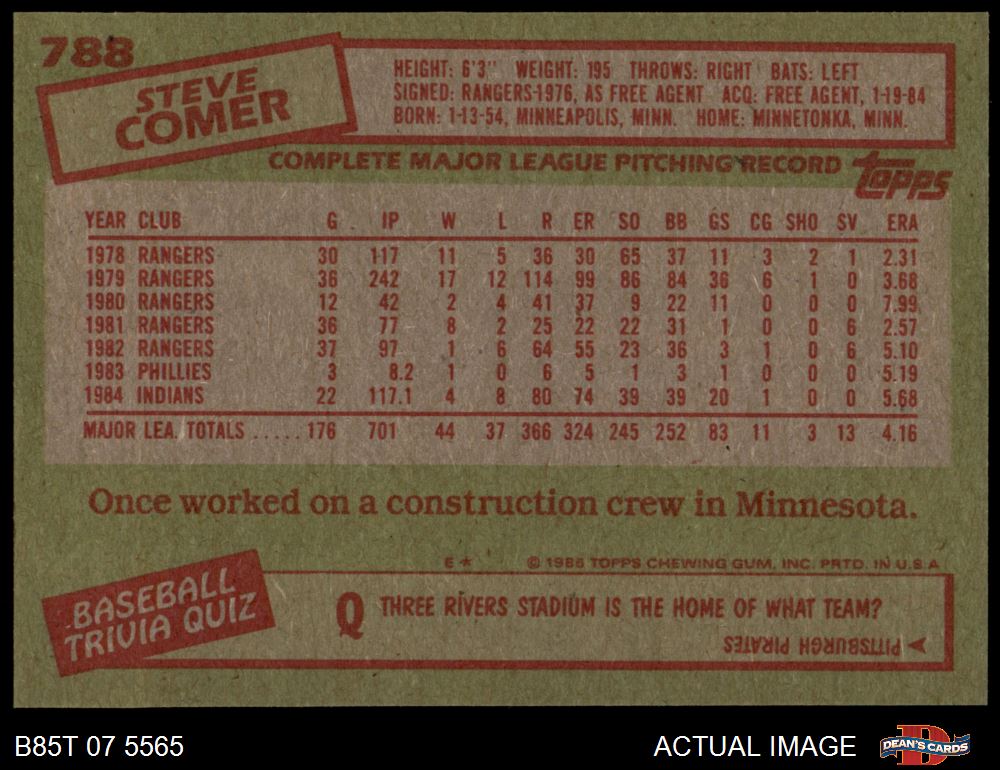 788
STEVE
COMER
HEIGHT: 6'3" WEIGHT: 195 THROWS: RIGHT BATS: LEFT
SIGNED: RANGERS-1976, AS FREE AGENT ACQ: FREE AGENT, 1-19-84
BORN: 1-13-54, MINNEAPOLIS, MINN. HOME: MINNETONKA, MINN.
COMPLETE MAJOR LEAGUE PITCHING RECORD Topps
YEAR CLUB G IP W L R ER SO BB GS CG SHO SV ERA
1978 RANGERS 30 117 11 5 36 30 65 37 11 3 2 1 2.31
1979 RANGERS 36 242 17 12 114 99 86 84 36 6 1 0 3.68
1980 RANGERS 12 42 2 4 41 37 9 22 11 0 0 0 7.99
1981 RANGERS 36 77 8 2 25 22 22 31 1 0 0 6 2.57
1982 RANGERS 37 97 1 6 64 55 23 36 3 1 0 6 5.10
1983 PHILLIES 3 8.2 1 0 6 5 1 3 1 0 0 0 5.19
1984 INDIANS 22 117.1 4 8 80 74 39 39 20 1 0 0 5.68
MAJOR LEA. TOTALS ..... 176 701 44 37 366 324 245 252 83 11 3 13 4.16
Once worked on a construction crew in Minnesota.
E* © 1985 TOPPS CHEWING GUM, INC. PRTD. IN U.S.A
BASEBALL
TRIVIA QUIZ
Q THREE RIVERS STADIUM IS THE HOME OF WHAT TEAM?
PITTSBURGH PIRATES
B85T 07 5565 ACTUAL IMAGE D DEAN'S CARDS